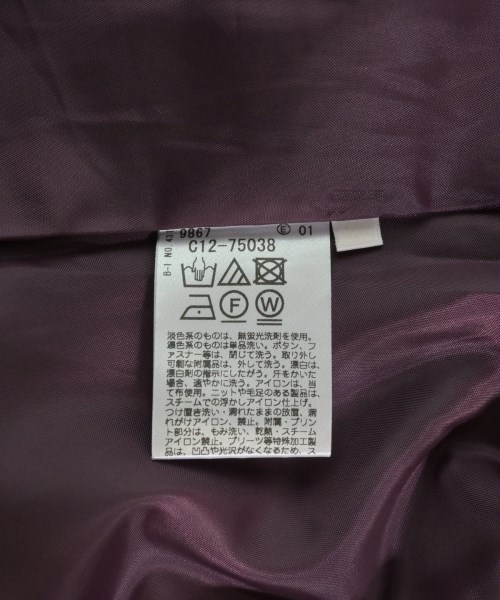 9867 Ⓔ 01
C12-75038
B-1 NO.
F W
淡色系のものは、無蛍光洗剤を使用。
濃色系のものは単品洗い。ボタン、フ
ァスナー等は、閉じて洗う。取り外し
可能な附属品は、外して洗う。漂白は、
漂白剤の指示にしたがう。汗をかいた
場合、速やかに洗う。アイロンは、当
て布使用。ニットや毛足のある製品は、
スチームでの浮かしアイロン仕上げ。
つけ置き洗い・濡れたままの放置、濡
れがけアイロン、禁止。附属・プリン
ト部分は、もみ洗い、乾熱・スチーム
アイロン禁止。プリーツ等特殊加工製
品は、凹凸や光沢がなくなるため、ス